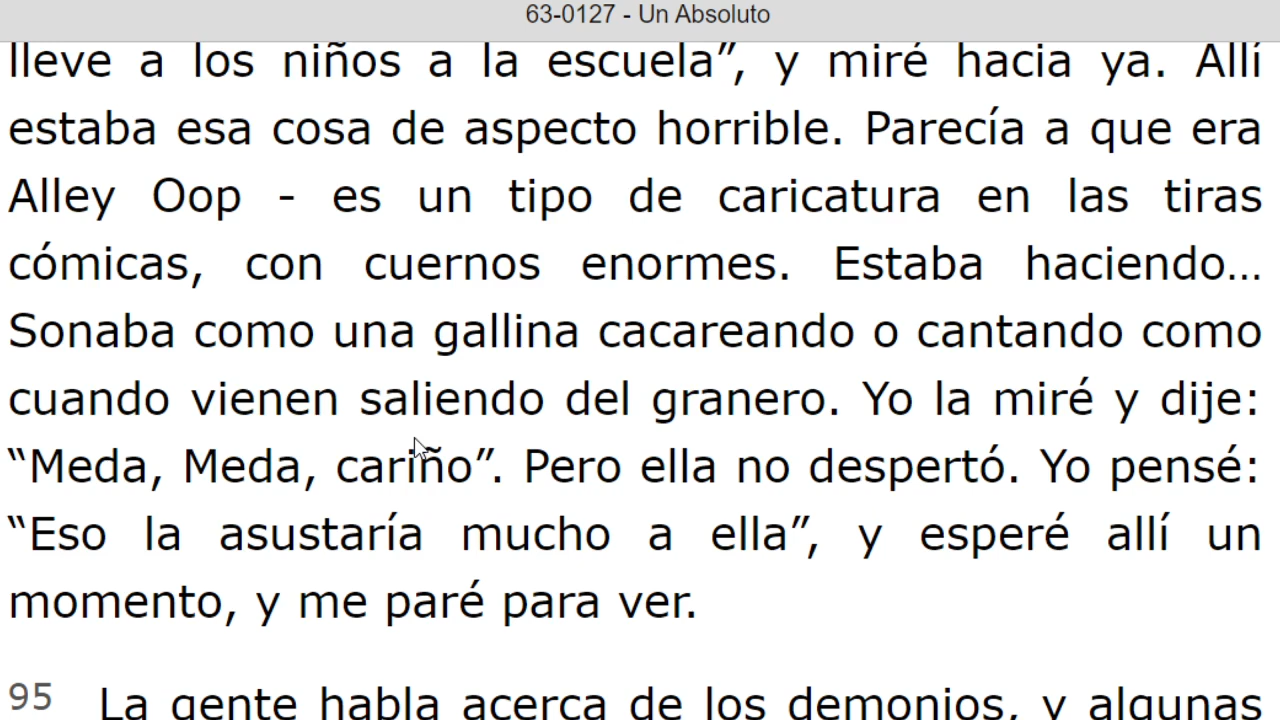 63-0127 - Un Absoluto
lleve a los niños a la escuela”, y miré hacia ya. Allí
estaba esa cosa de aspecto horrible. Parecía a que era
Alley Oop - es un tipo de caricatura en las tiras
cómicas, con cuernos enormes. Estaba haciendo...
Sonaba como una gallina cacareando o cantando como
cuando vienen saliendo del granero. Yo la miré y dije:
“Meda, Meda, cariño”. Pero ella no despertó. Yo pensé:
“Eso la asustaría mucho a ella”, y esperé allí un
momento, y me paré para ver.
95 La gente habla acerca de los demonios, y algunas